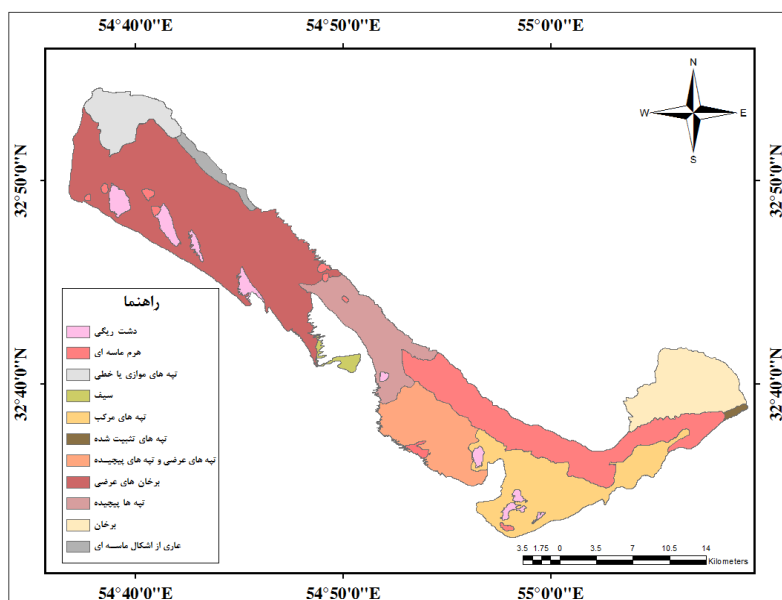 54°40'0"E
54°50'0"E
55°0'0"E
N
W
E
S
32°50'0"N
32°50'0"N
32°40'0"N
32°40'0"N
راهنما
دشت ریگی
هرم ماسه ای
تپه های موازی یا خطی
سیف
تپه های مرکب
تپه های تثبیت شده
تپه های عرضی و تپه های پیچیـــده
برخان های عرضی
تپه ها پیچیده
برخان
عاری از اشکال ماســه ای
3.5 1.75 0 3.5 7 10.5 14
Kilometers
54°40'0"E
54°50'0"E
55°0'0"E